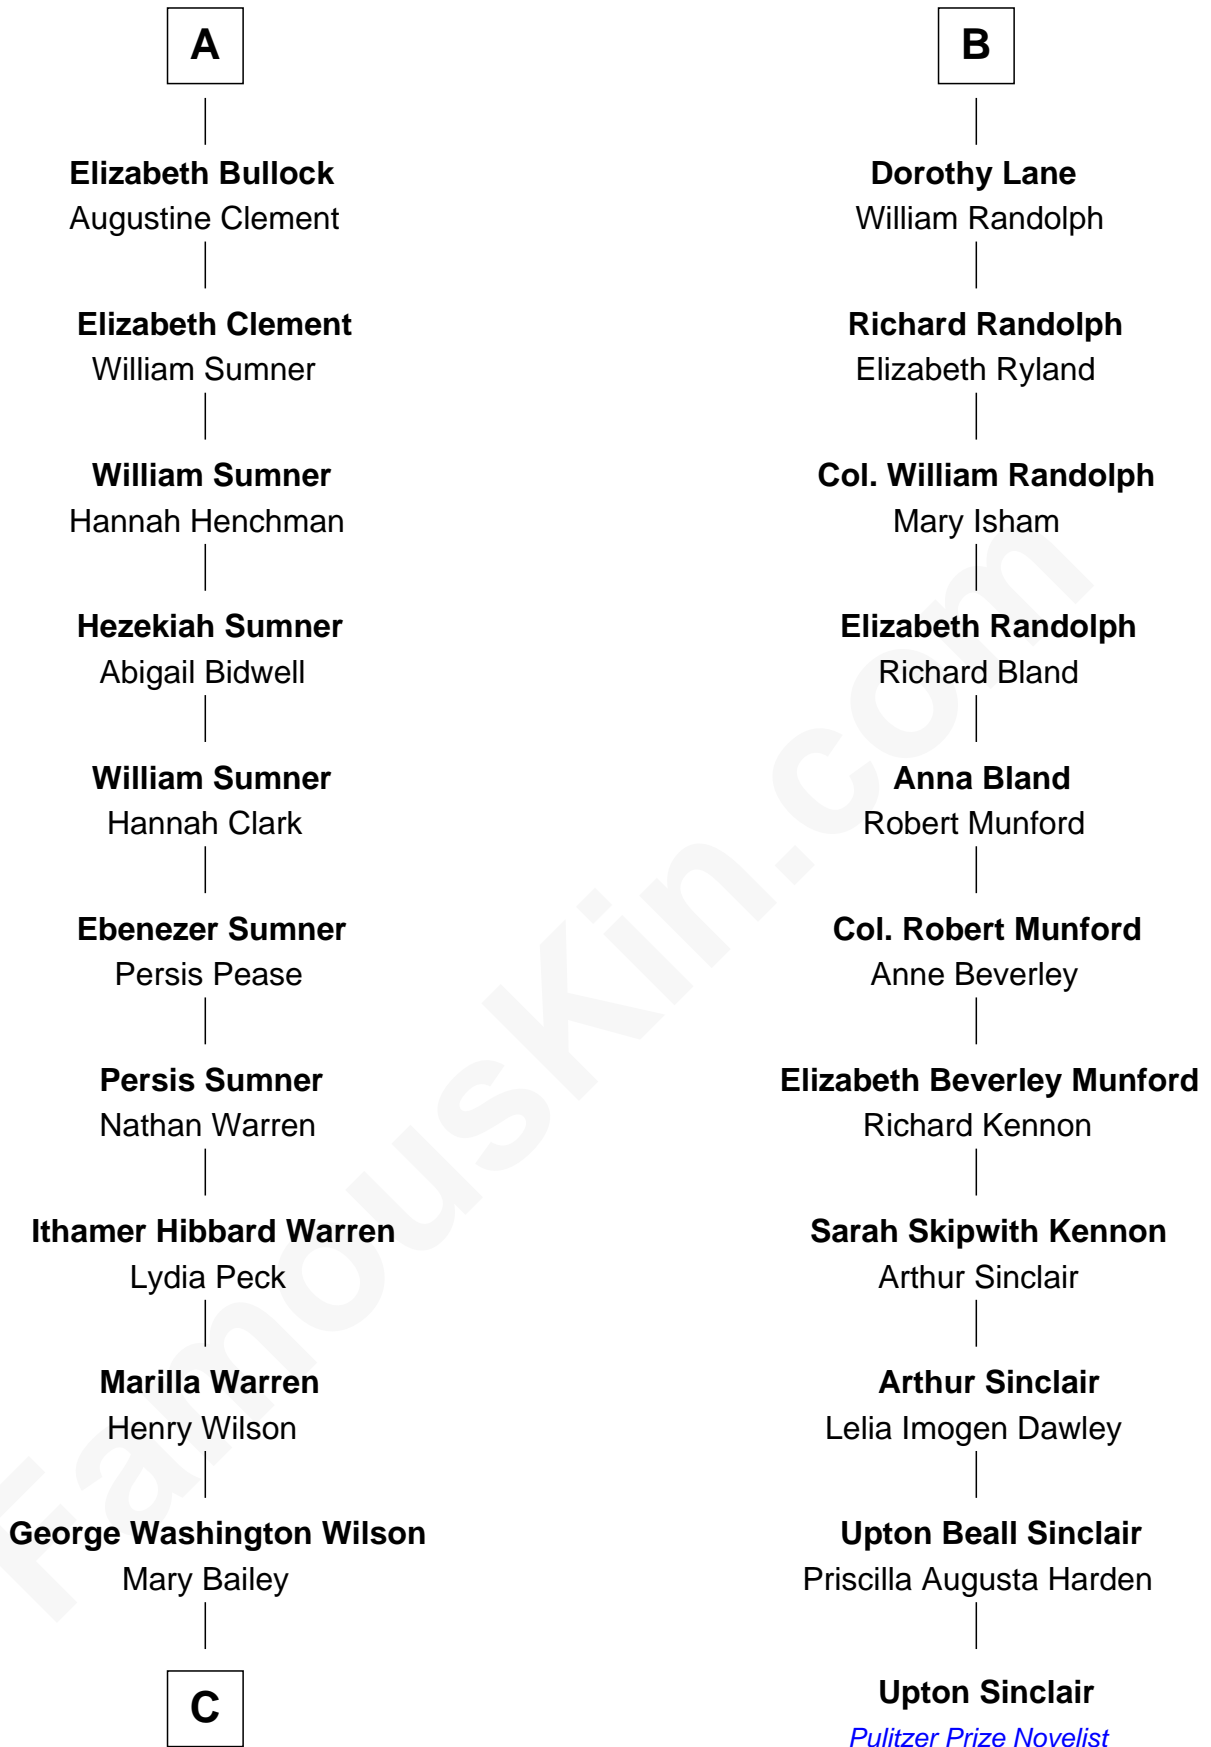 A
Elizabeth Bullock
Augustine Clement
Elizabeth Clement
William Sumner
William Sumner
Hannah Henchman
Hezekiah Sumner
Abigail Bidwell
William Sumner
Hannah Clark
Ebenezer Sumner
Persis Pease
Persis Sumner
Nathan Warren
Ithamer Hibbard Warren
Lydia Peck
Marilla Warren
Henry Wilson
George Washington Wilson
Mary Bailey
C
B
Dorothy Lane
William Randolph
Richard Randolph
Elizabeth Ryland
Col. William Randolph
Mary Isham
Elizabeth Randolph
Richard Bland
Anna Bland
Robert Munford
Col. Robert Munford
Anne Beverley
Elizabeth Beverley Munford
Richard Kennon
Sarah Skipwith Kennon
Arthur Sinclair
Arthur Sinclair
Lelia Imogen Dawley
Upton Beall Sinclair
Priscilla Augusta Harden
Upton Sinclair
Pulitzer Prize Novelist
FamousKin.com